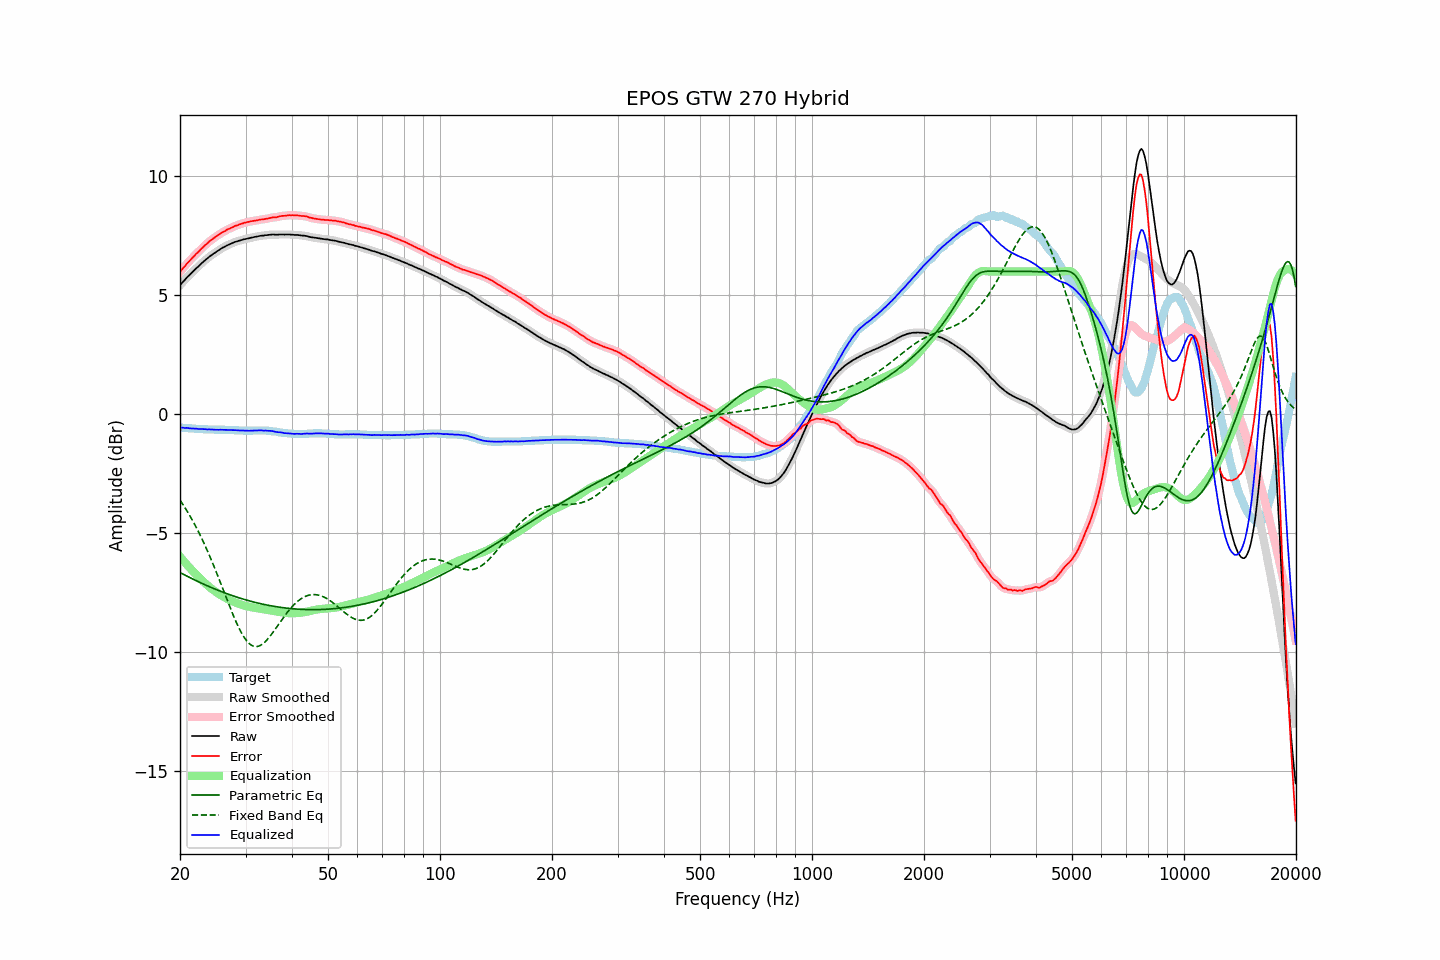 EPOS GTW 270 Hybrid
Amplitude (dBr)
10
5
0
−5
−10
−15
Target
Raw Smoothed
Error Smoothed
Raw
Error
Equalization
Parametric Eq
Fixed Band Eq
Equalized
20 50 100 200 500 1000 2000 5000 10000 20000
Frequency (Hz)